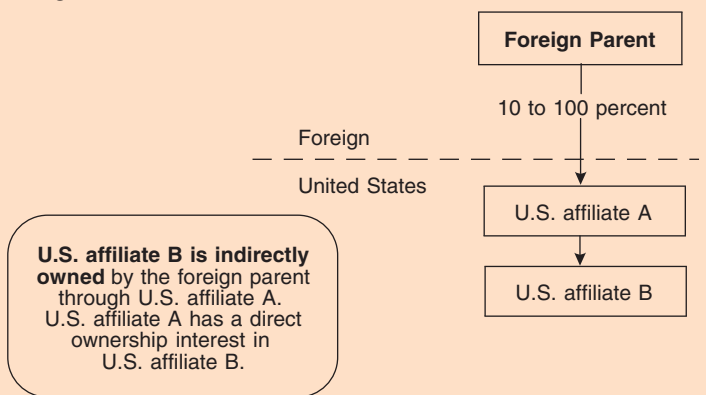 Foreign Parent
10 to 100 percent
Foreign
United States
U.S. affiliate A
U.S. affiliate B
U.S. affiliate B is indirectly
owned by the foreign parent
through U.S. affiliate A.
U.S. affiliate A has a direct
ownership interest in
U.S. affiliate B.